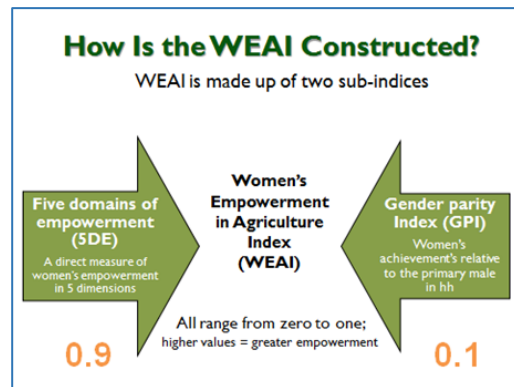 How Is the WEAI Constructed?
WEAI is made up of two sub-indices
Five domains of
empowerment
(5DE)
A direct measure of
women's empowerment
in 5 dimensions
Women's
Empowerment
in Agriculture
Index
(WEAI)
Gender parity
Index (GPI)
Women's
achievement's relative
to the primary male
in hh
All range from zero to one;
higher values = greater empowerment
0.9
0.1